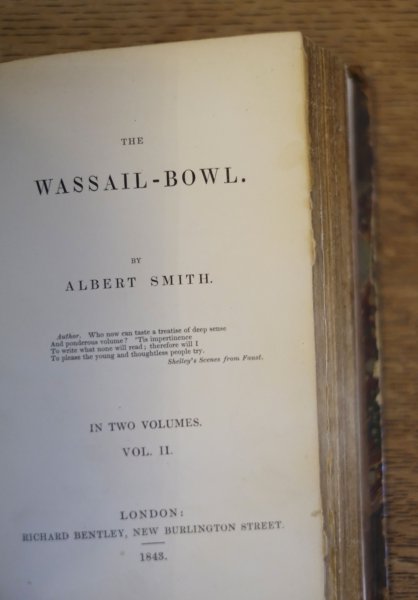 THE
WASSAIL-BOWL.
BY
ALBERT SMITH.
Author. Who now can taste a treatise of deep sense
And ponderous volume? 'Tis impertinence
To write what none will read; therefore will I
To please the young and thoughtless people try.
Shelley's Scenes from Faust.
IN TWO VOLUMES.
VOL. II.
LONDON:
RICHARD BENTLEY, NEW BURLINGTON STREET.
1843.